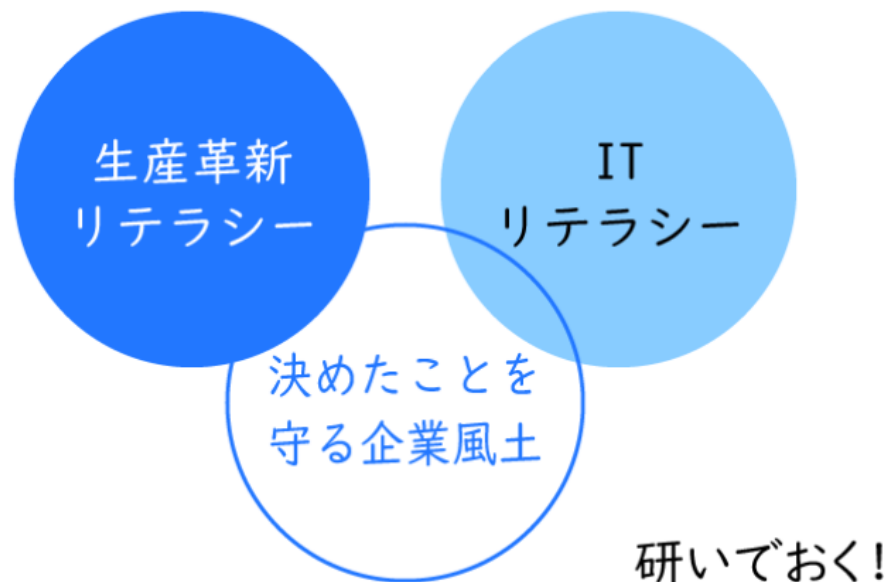 生産革新
リテラシー
IT
リテラシー
決めたことを
守る企業風土
研いでおく!